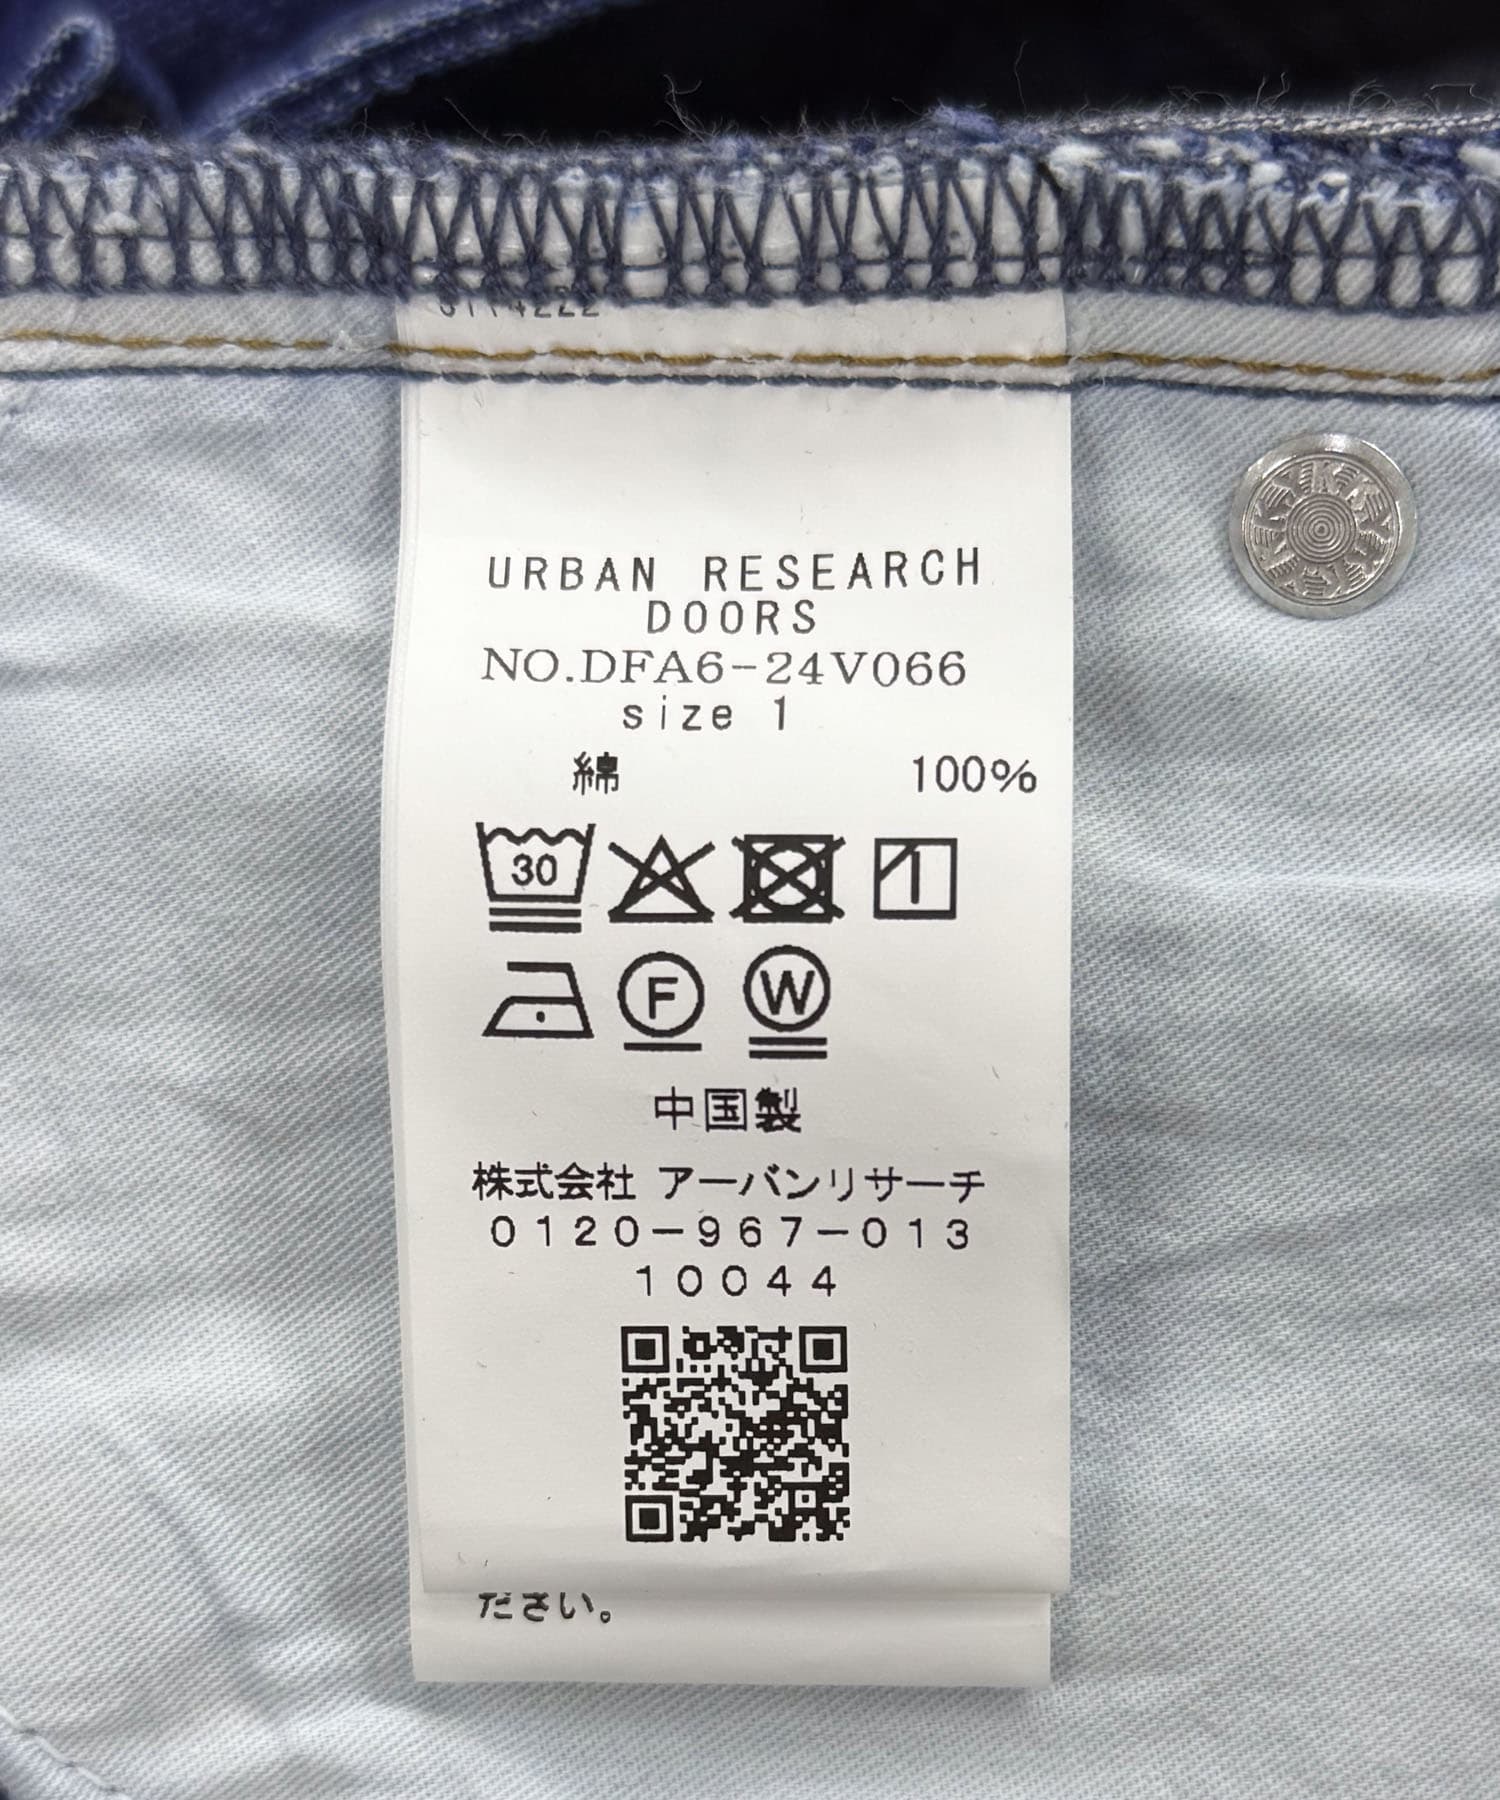 URBAN RESEARCH
DOORS
NO.DFA6-24V066
size 1
綿 100%
30
F W
中国製
株式会社 アーバンリサーチ
0120-967-013
10044
ださい。